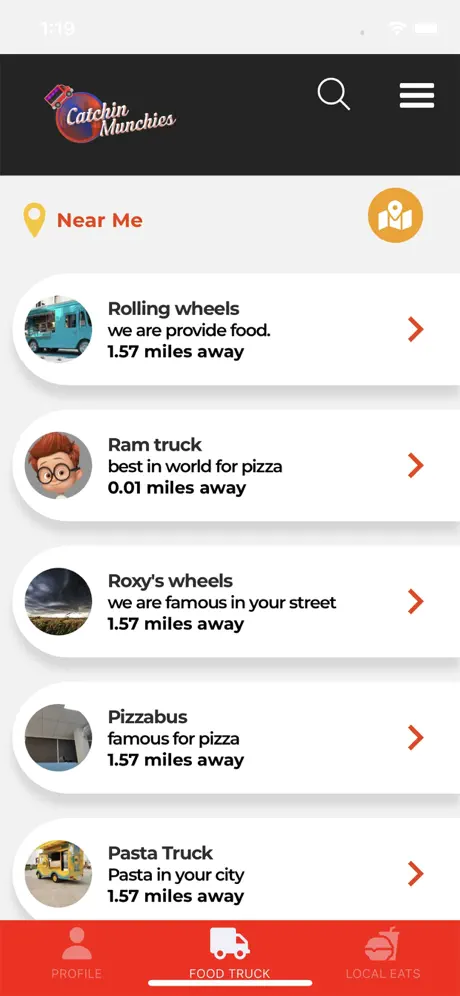 1:19
Catchin
Munchies
Near Me
Rolling wheels
we are provide food.
1.57 miles away
Ram truck
best in world for pizza
0.01 miles away
Roxy's wheels
we are famous in your street
1.57 miles away
Pizzabus
famous for pizza
1.57 miles away
Pasta Truck
Pasta in your city
1.57 miles away
PROFILE
FOOD TRUCK
LOCAL EATS